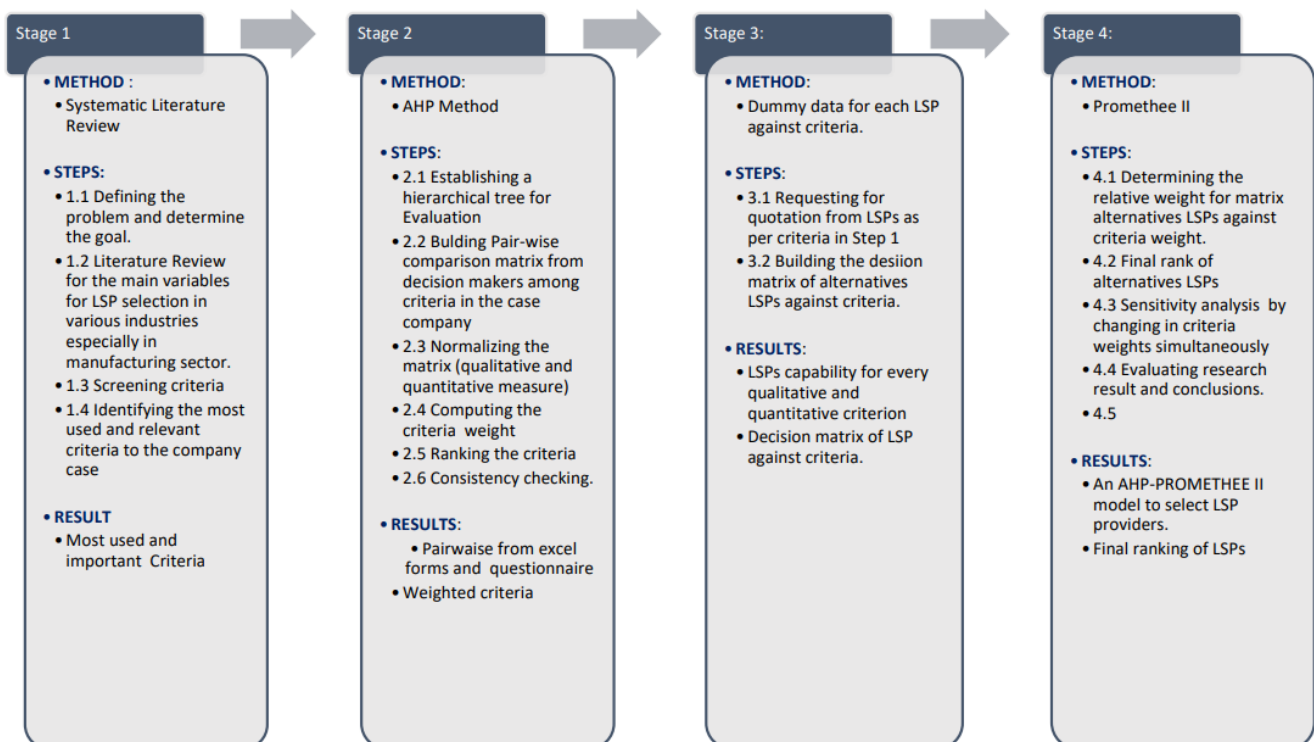 Stage 1
• METHOD :
• Systematic Literature
Review
• STEPS:
• 1.1 Defining the
problem and determine
the goal.
• 1.2 Literature Review
for the main variables
for LSP selection in
various industries
especially in
manufacturing sector.
• 1.3 Screening criteria
• 1.4 Identifying the most
used and relevant
criteria to the company
case
• RESULT
• Most used and
important Criteria
Stage 2
• METHOD:
• AHP Method
• STEPS:
• 2.1 Establishing a
hierarchical tree for
Evaluation
• 2.2 Bulding Pair-wise
comparison matrix from
decision makers among
criteria in the case
company
• 2.3 Normalizing the
matrix (qualitative and
quantitative measure)
• 2.4 Computing the
criteria weight
• 2.5 Ranking the criteria
• 2.6 Consistency checking.
• RESULTS:
• Pairwaise from excel
forms and questionnaire
• Weighted criteria
Stage 3:
• METHOD:
• Dummy data for each LSP
against criteria.
• STEPS:
• 3.1 Requesting for
quotation from LSPs as
per criteria in Step 1
• 3.2 Building the desiion
matrix of alternatives
LSPs against criteria.
• RESULTS:
• LSPs capability for every
qualitative and
quantitative criterion
• Decision matrix of LSP
against criteria.
Stage 4:
• METHOD:
• Promethee II
• STEPS:
• 4.1 Determining the
relative weight for matrix
alternatives LSPs against
criteria weight.
• 4.2 Final rank of
alternatives LSPs
• 4.3 Sensitivity analysis by
changing in criteria
weights simultaneously
• 4.4 Evaluating research
result and conclusions.
• 4.5
• RESULTS:
• An AHP-PROMETHEE II
model to select LSP
providers.
• Final ranking of LSPs